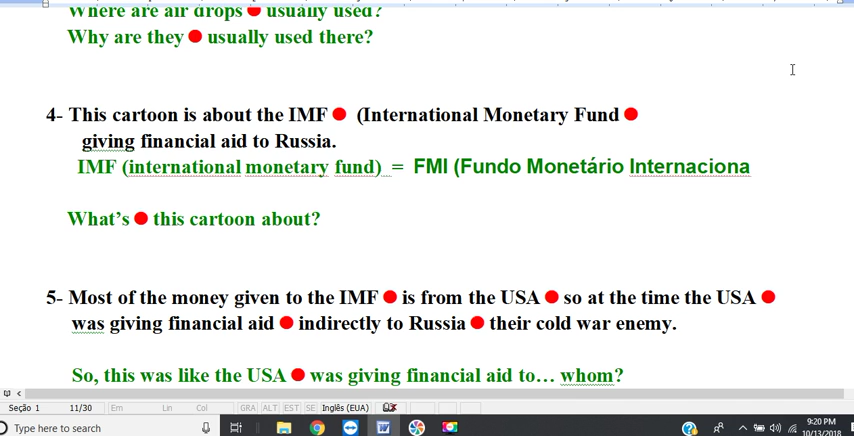 Where are air drops usually used?
Why are they usually used there?
4- This cartoon is about the IMF (International Monetary Fund
giving financial aid to Russia.
IMF (international monetary fund) = FMI (Fundo Monetário Internaciona
What's this cartoon about?
5- Most of the money given to the IMF is from the USA so at the time the USA
was giving financial aid indirectly to Russia their cold war enemy.
So, this was like the USA was giving financial aid to… whom?
Seção 1 11/30 Em Lin Col GRA ALT EST SE Inglês (EUA)
Type here to search
9:20 PM
10/13/2018